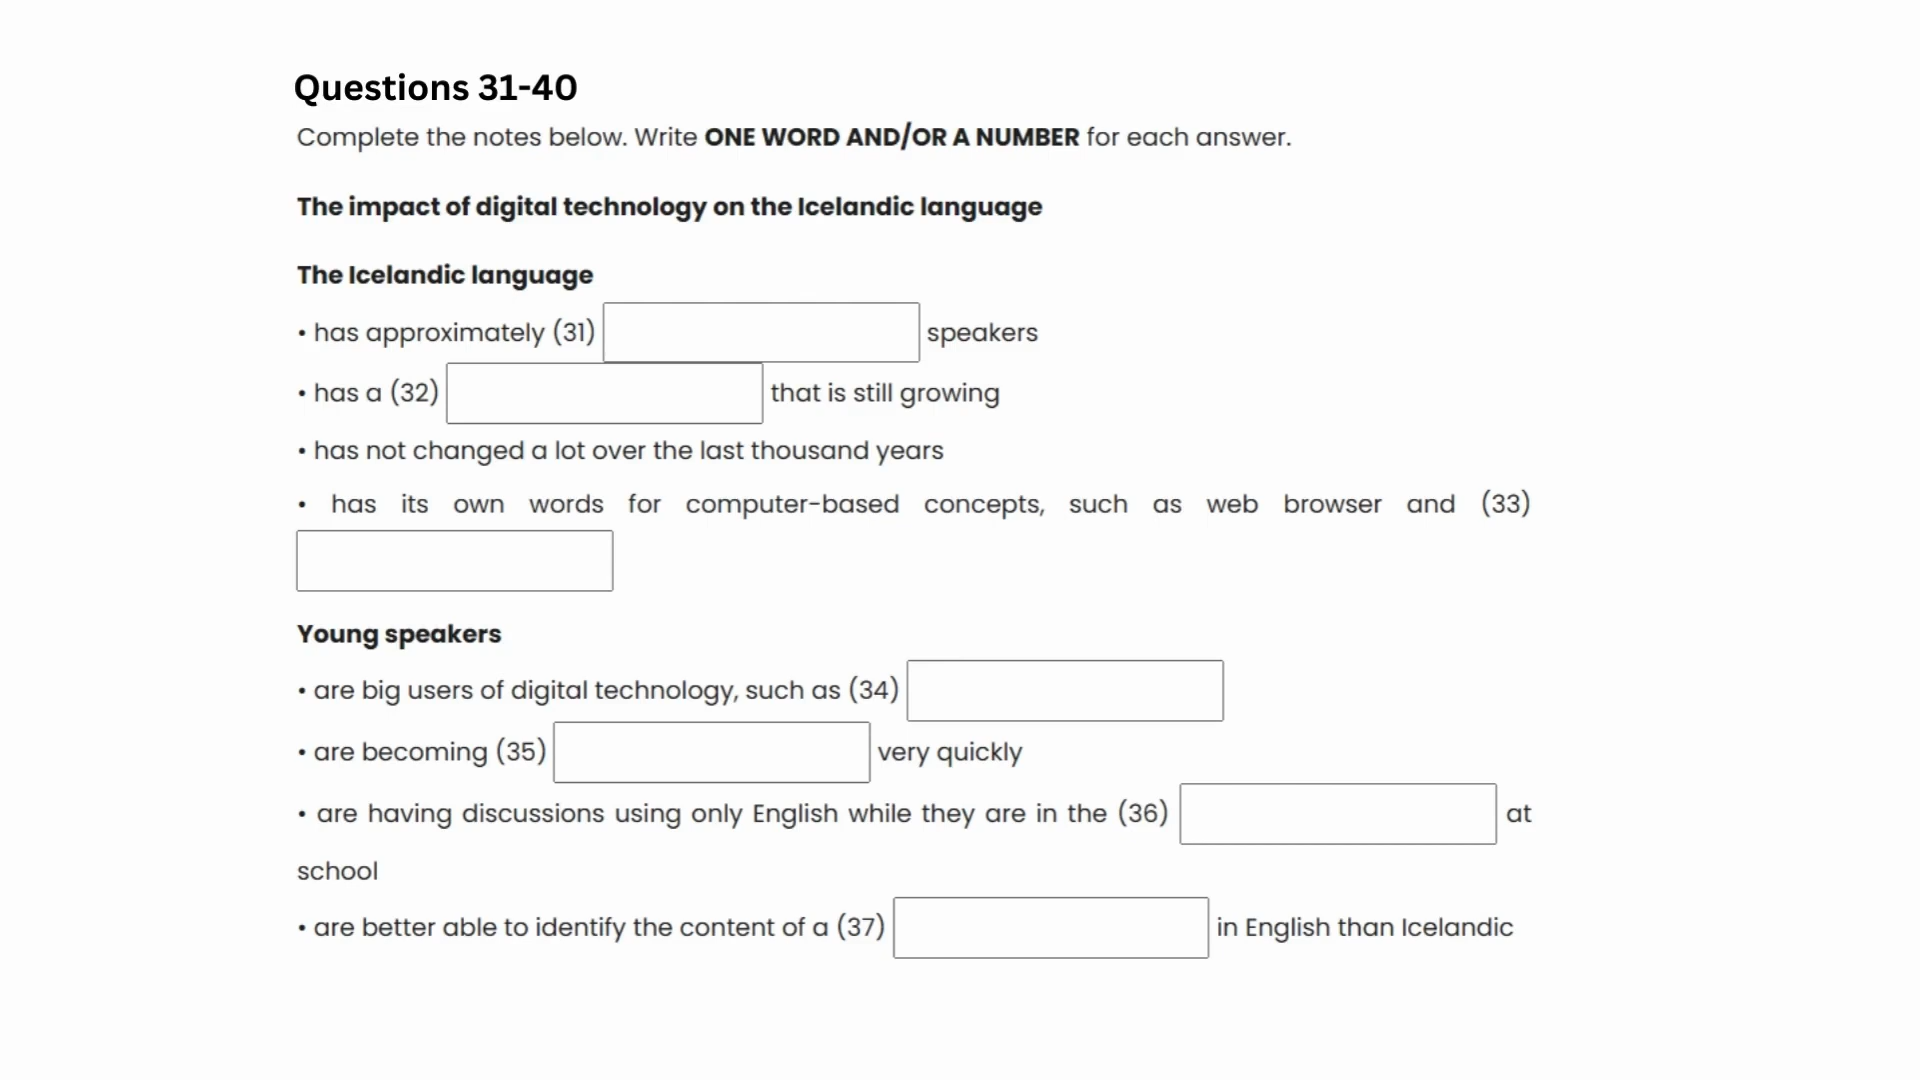 Questions 31-40
Complete the notes below. Write ONE WORD AND/OR A NUMBER for each answer.
The impact of digital technology on the Icelandic language
The Icelandic language
• has approximately (31) speakers
• has a (32) that is still growing
• has not changed a lot over the last thousand years
• has its own words for computer-based concepts, such as web browser and (33)
Young speakers
• are big users of digital technology, such as (34)
• are becoming (35) very quickly
• are having discussions using only English while they are in the (36) at
school
• are better able to identify the content of a (37) in English than Icelandic